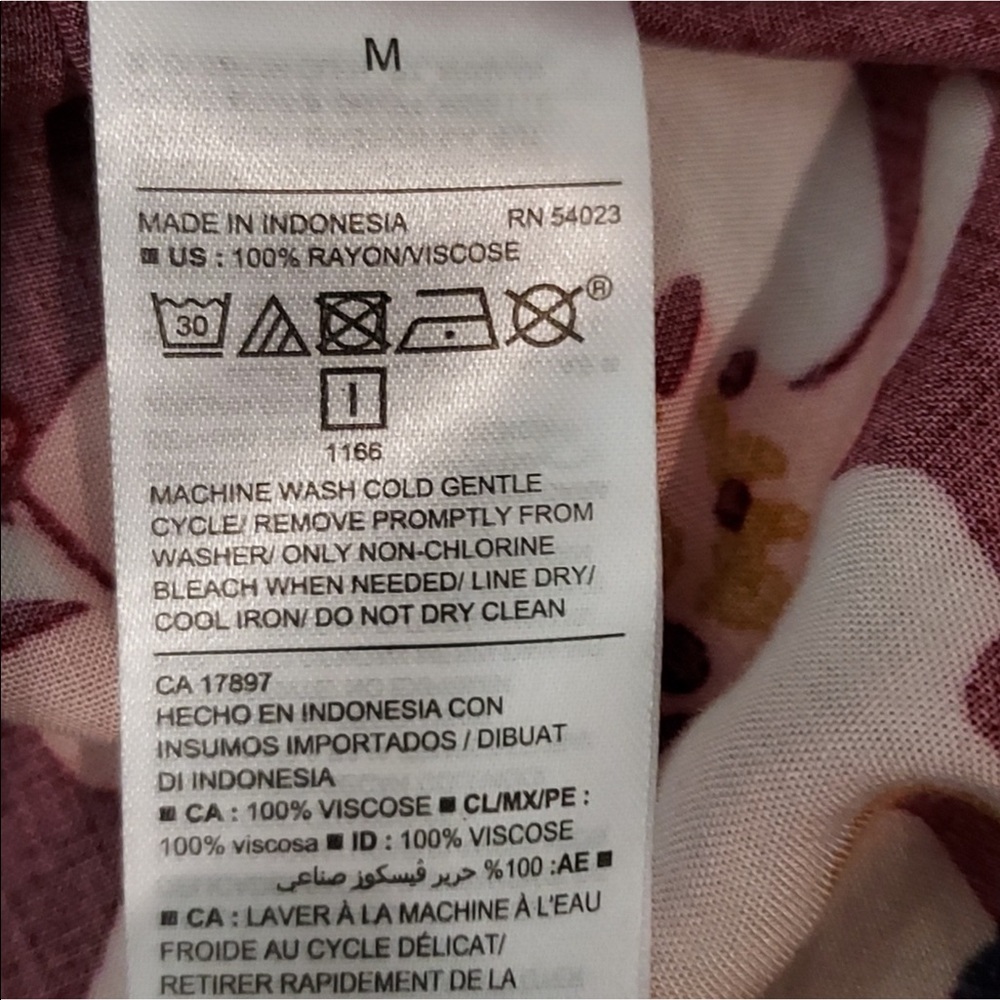 M
MADE IN INDONESIA RN 54023
US : 100% RAYON/VISCOSE
30
®
I
1166
MACHINE WASH COLD GENTLE
CYCLE/ REMOVE PROMPTLY FROM
WASHER/ ONLY NON-CHLORINE
BLEACH WHEN NEEDED/ LINE DRY/
COOL IRON/ DO NOT DRY CLEAN
CA 17897
HECHO EN INDONESIA CON
INSUMOS IMPORTADOS / DIBUAT
DI INDONESIA
■ CA : 100% VISCOSE ■ CL/MX/PE :
100% viscosa ■ ID : 100% VISCOSE
■ AE: 100% حرير ڤيسكوز صناعي
■ CA : LAVER À LA MACHINE À L'EAU
FROIDE AU CYCLE DÉLICAT/
RETIRER RAPIDEMENT DE LA